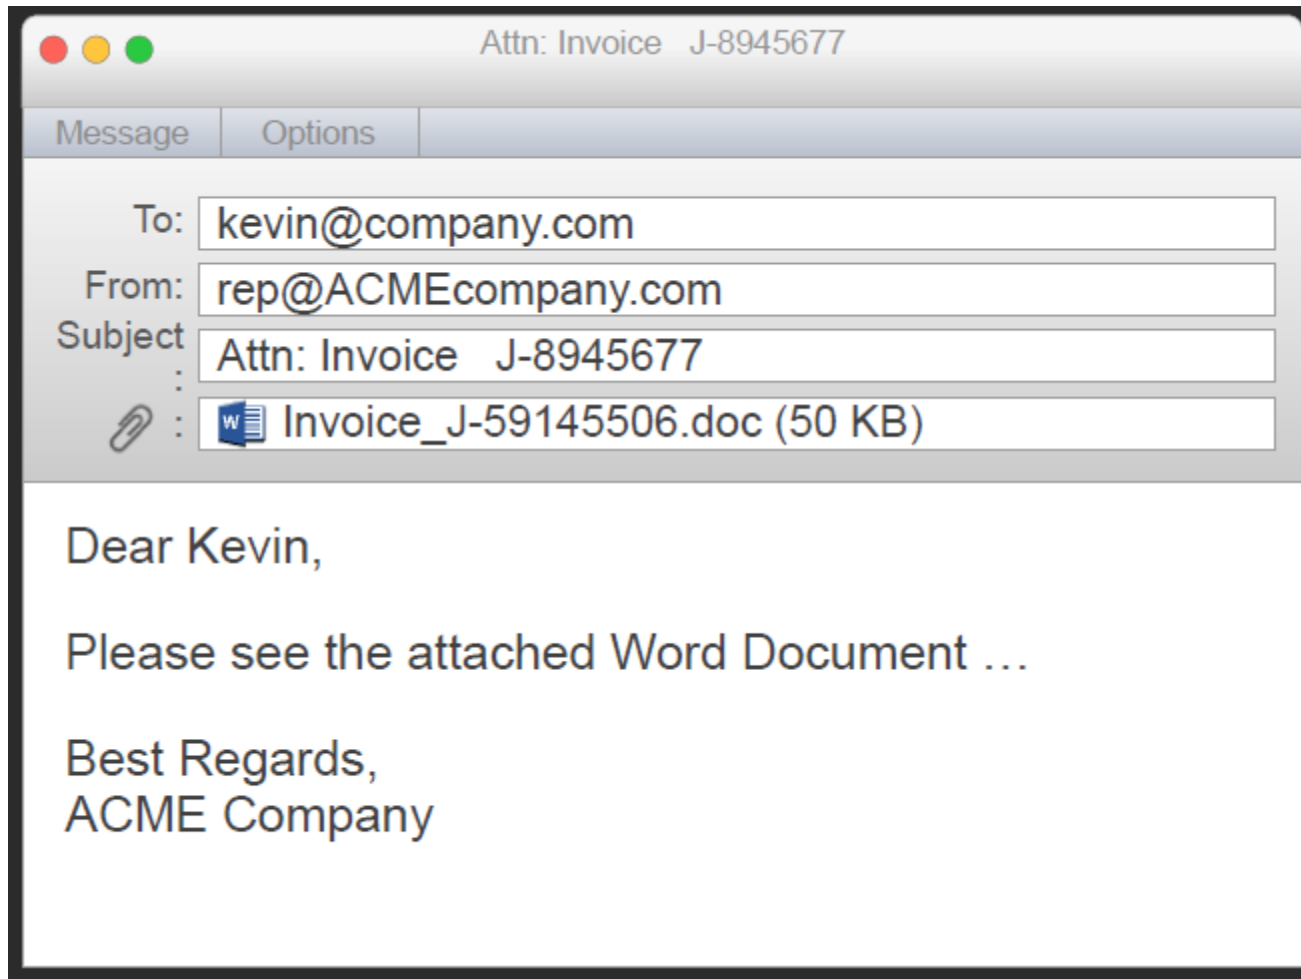 Attn: Invoice   J-8945677
Message   Options
To: kevin@company.com
From: rep@ACMEcompany.com
Subject : Attn: Invoice   J-8945677
: W Invoice_J-59145506.doc (50 KB)
Dear Kevin,
Please see the attached Word Document …
Best Regards,
ACME Company